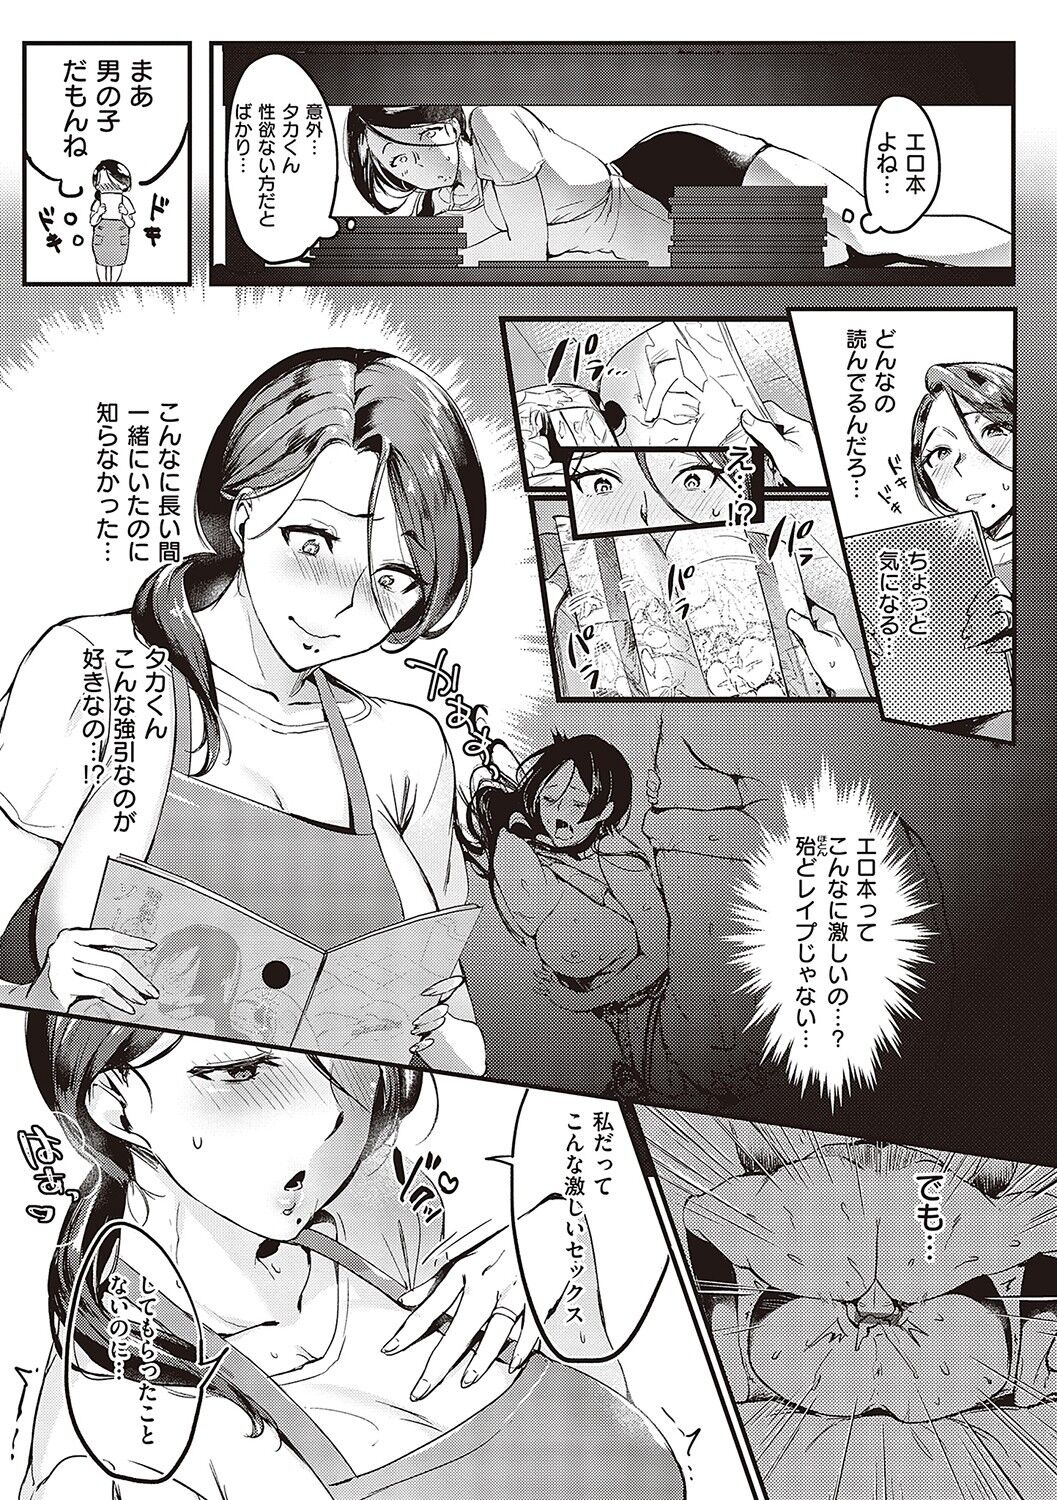 エロ本
よね…
意外…
タカくん
性欲ない方だと
ばかり…
まあ
男の子
だもんね
ドキ
ドキ
どんなの
読んでるんだろ…
ドキ
ドキ
ちょっと
気になる…
パラ
え…!?
パラ
こんなに長い間
一緒にいたのに
知らなかった…
タカくん
こんな強引なのが
好きなの…!?
かぁぁぁ
エロ本って
こんなに激しいの…?
殆どレイプじゃない…
ほとん
でも…
私だって
こんな激しいセックス
してもらったこと
ないのに…
はぁっ